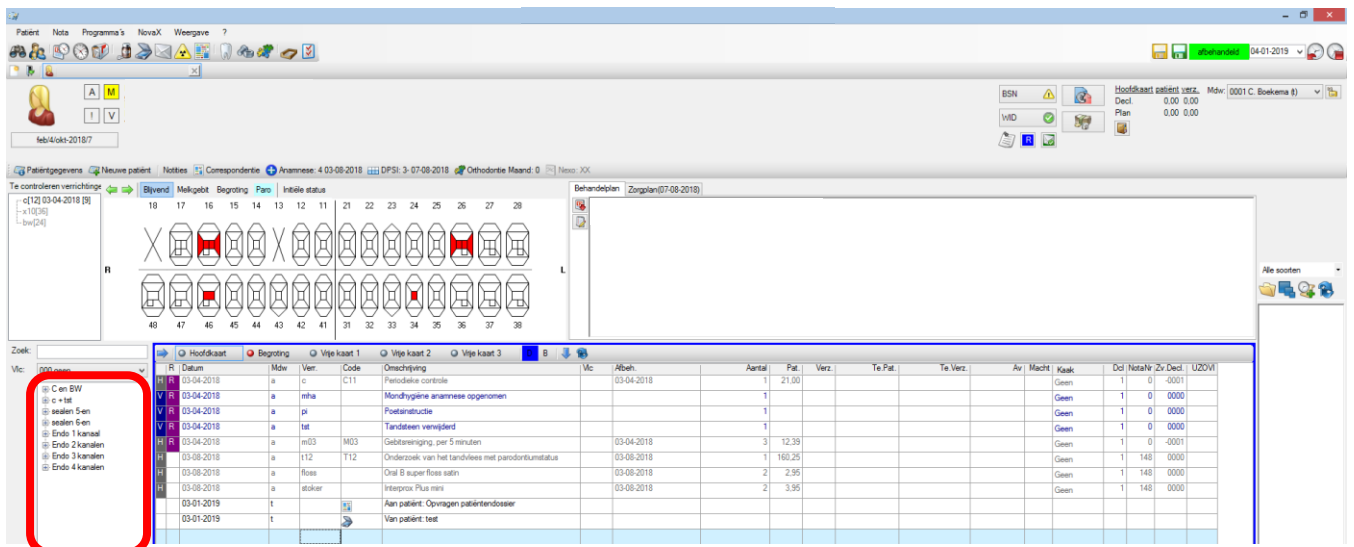 Patiënt Nota Programma's NovaX Weergave ?
afbehandeld 04-01-2019
A M
! V
feb/4/okt-2018/7
BSN
WID
R
Hoofdkaart patiënt verz. Mdw: 0001 C. Boekema (t)
Decl. 0,00 0,00
Plan 0,00 0,00
Patiëntgegevens Nieuwe patiënt Notities Correspondentie Anamnese: 4 03-08-2018 DPSI: 3- 07-08-2018 Orthodontie Maand: 0 Nexo: XX
Te controleren verrichtinge Blijvend Melkgebit Begroting Paro Initiële status Behandelplan Zorgplan(07-08-2018)
c[12] 03-04-2018 [9]
x10[36]
bw[24]
18 17 16 15 14 13 12 11 21 22 23 24 25 26 27 28
R L
48 47 46 45 44 43 42 41 31 32 33 34 35 36 37 38
Alle soorten
Zoek:
Vlc: 000 geen
C en BW
c + tst
sealen 5-en
sealen 6-en
Endo 1 kanaal
Endo 2 kanalen
Endo 3 kanalen
Endo 4 kanalen
Hoofdkaart Begroting Vrije kaart 1 Vrije kaart 2 Vrije kaart 3 B
R Datum Mdw Verr. Code Omschrijving Vlc Afbeh. Aantal Pat. Verz. Te.Pat. Te.Verz. Av Macht Kaak Dcl NotaNr Zv.Decl. UZOVI
H R 03-04-2018 a c C11 Periodieke controle 03-04-2018 1 21,00 Geen 1 0 -0001
V R 03-04-2018 a mha Mondhygiëne anamnese opgenomen 1 Geen 1 0 0000
V R 03-04-2018 a pi Poetsinstructie 1 Geen 1 0 0000
V R 03-04-2018 a tst Tandsteen verwijderd 1 Geen 1 0 0000
H R 03-04-2018 a m03 M03 Gebitsreiniging, per 5 minuten 03-04-2018 3 12,39 Geen 1 0 -0001
H 03-08-2018 a t12 T12 Onderzoek van het tandvlees met parodontiumstatus 03-08-2018 1 160,25 Geen 1 148 0000
H 03-08-2018 a floss Oral B super floss satin 03-08-2018 2 2,95 Geen 1 148 0000
H 03-08-2018 a stoker Interprox Plus mini 03-08-2018 2 3,95 Geen 1 148 0000
03-01-2019 t Aan patiënt: Opvragen patiëntendossier
03-01-2019 t Van patiënt: test